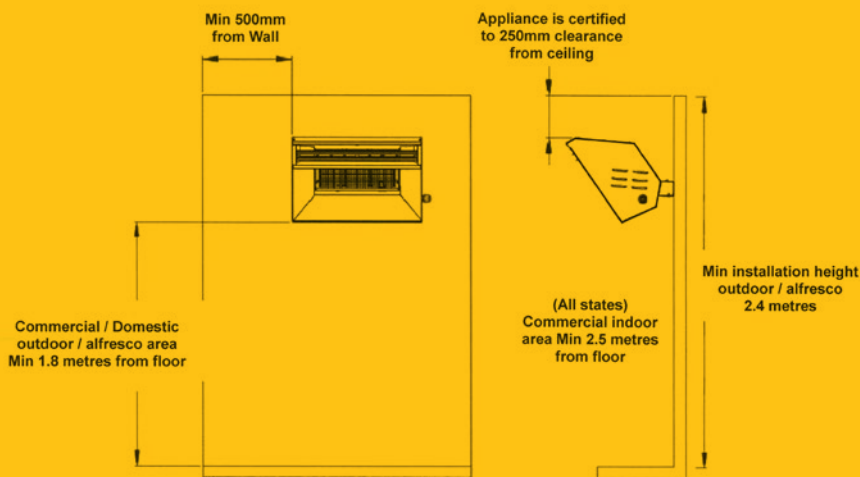 Min 500mm
from Wall
Appliance is certified
to 250mm clearance
from ceiling
Commercial / Domestic
outdoor / alfresco area
Min 1.8 metres from floor
(All states)
Commercial indoor
area Min 2.5 metres
from floor
Min installation height
outdoor / alfresco
2.4 metres